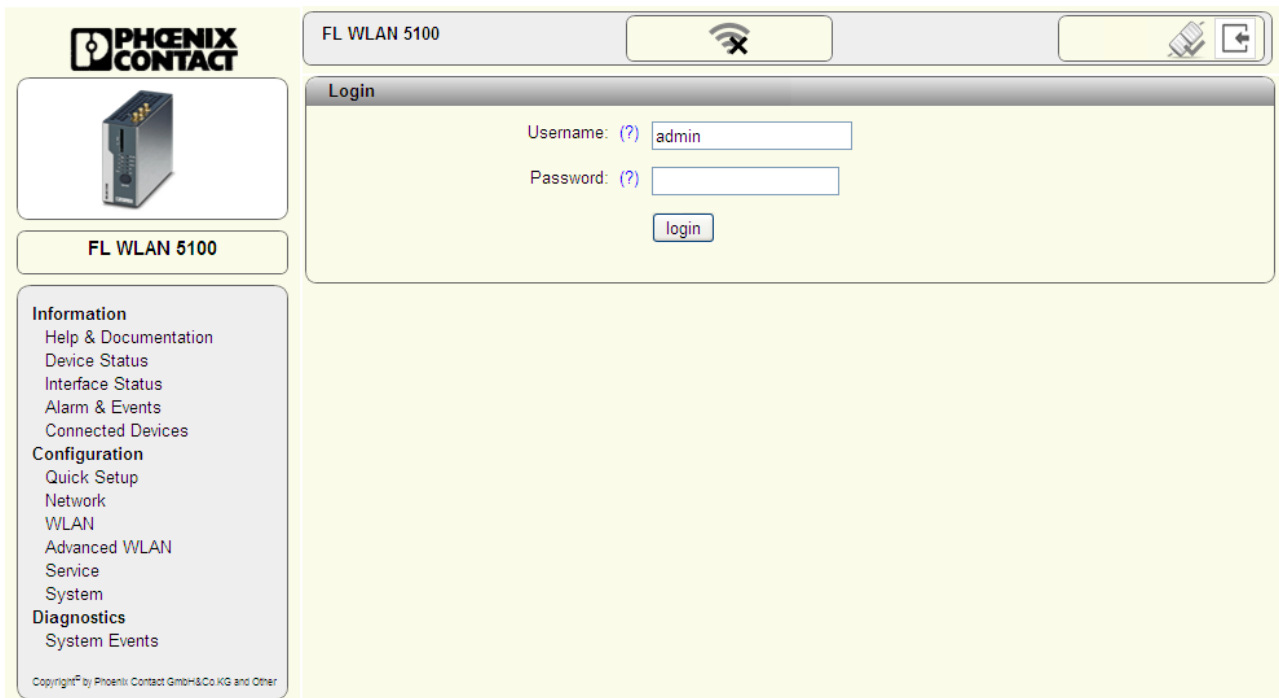 PHŒNIX
CONTACT
FL WLAN 5100
Information
Help & Documentation
Device Status
Interface Status
Alarm & Events
Connected Devices
Configuration
Quick Setup
Network
WLAN
Advanced WLAN
Service
System
Diagnostics
System Events
Copyright© by Phoenix Contact GmbH&Co.KG and Other
FL WLAN 5100
Login
Username: (?) admin
Password: (?)
login